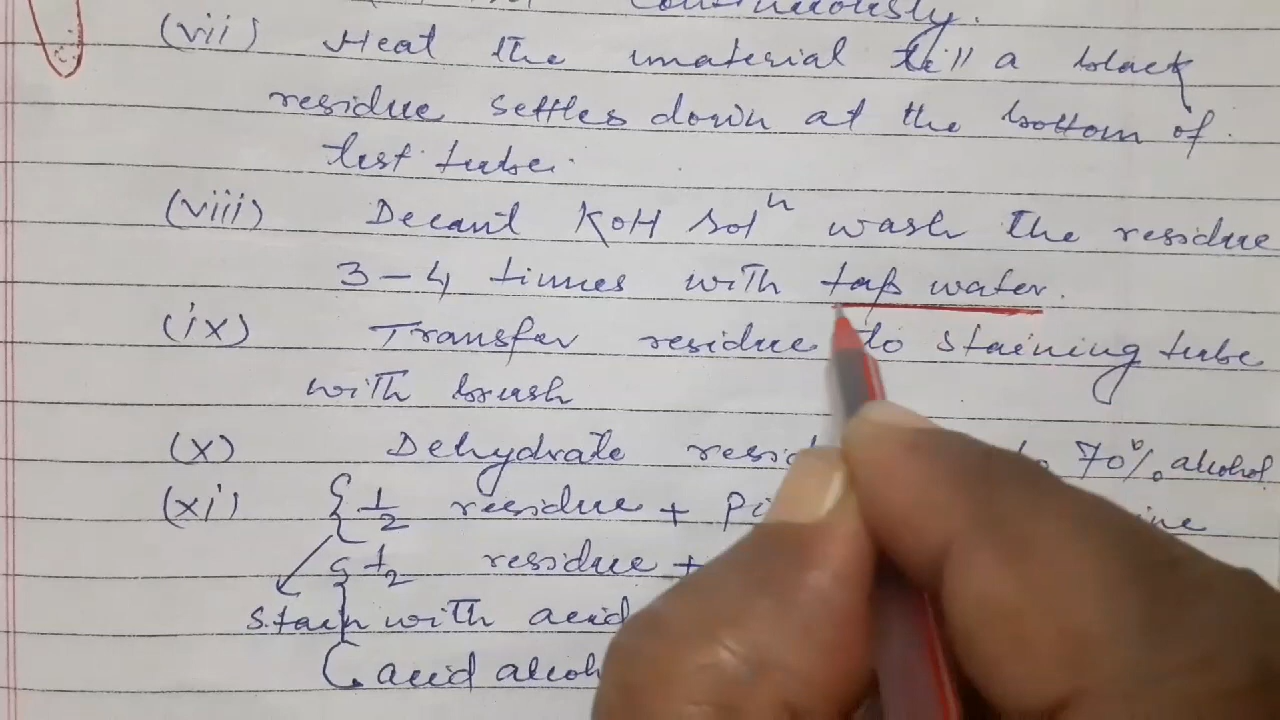 continuously.
(vii) Heat the material till a black
residue settles down at the bottom of
test tube.
(viii) Decant KOH solⁿ wash the residue
3-4 times with tap water.
(ix) Transfer residue to staining tube
with brush
(x) Dehydrate 70% alcohol
(xi) { 1/2 residue +
1/2 residue +
stain with acid
acid